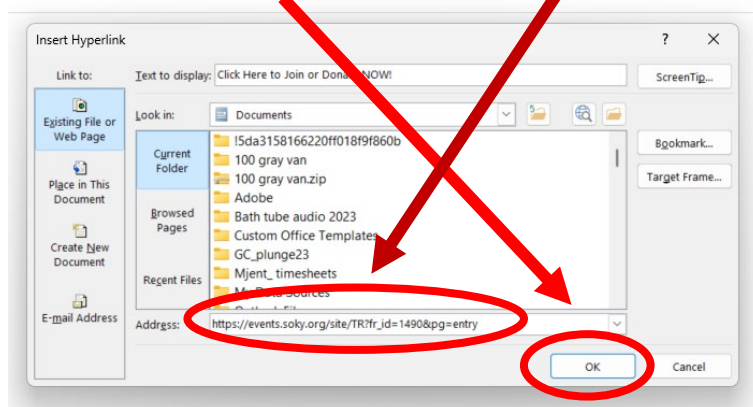 Insert Hyperlink ? ×
Link to: Text to display: Click Here to Join or Donate NOW! ScreenTip...
Existing File or Web Page
Look in: Documents
Bookmark...
Target Frame...
Current Folder
!5da3158166220ff018f9f860b
100 gray van
100 gray van.zip
Adobe
Place in This Document
Browsed Pages
Bath tube audio 2023
Custom Office Templates
GC_plunge23
Create New Document
Recent Files
Mjent_ timesheets
My Data Sources
E-mail Address
Address: https://events.soky.org/site/TR?fr_id=1490&pg=entry
OK Cancel